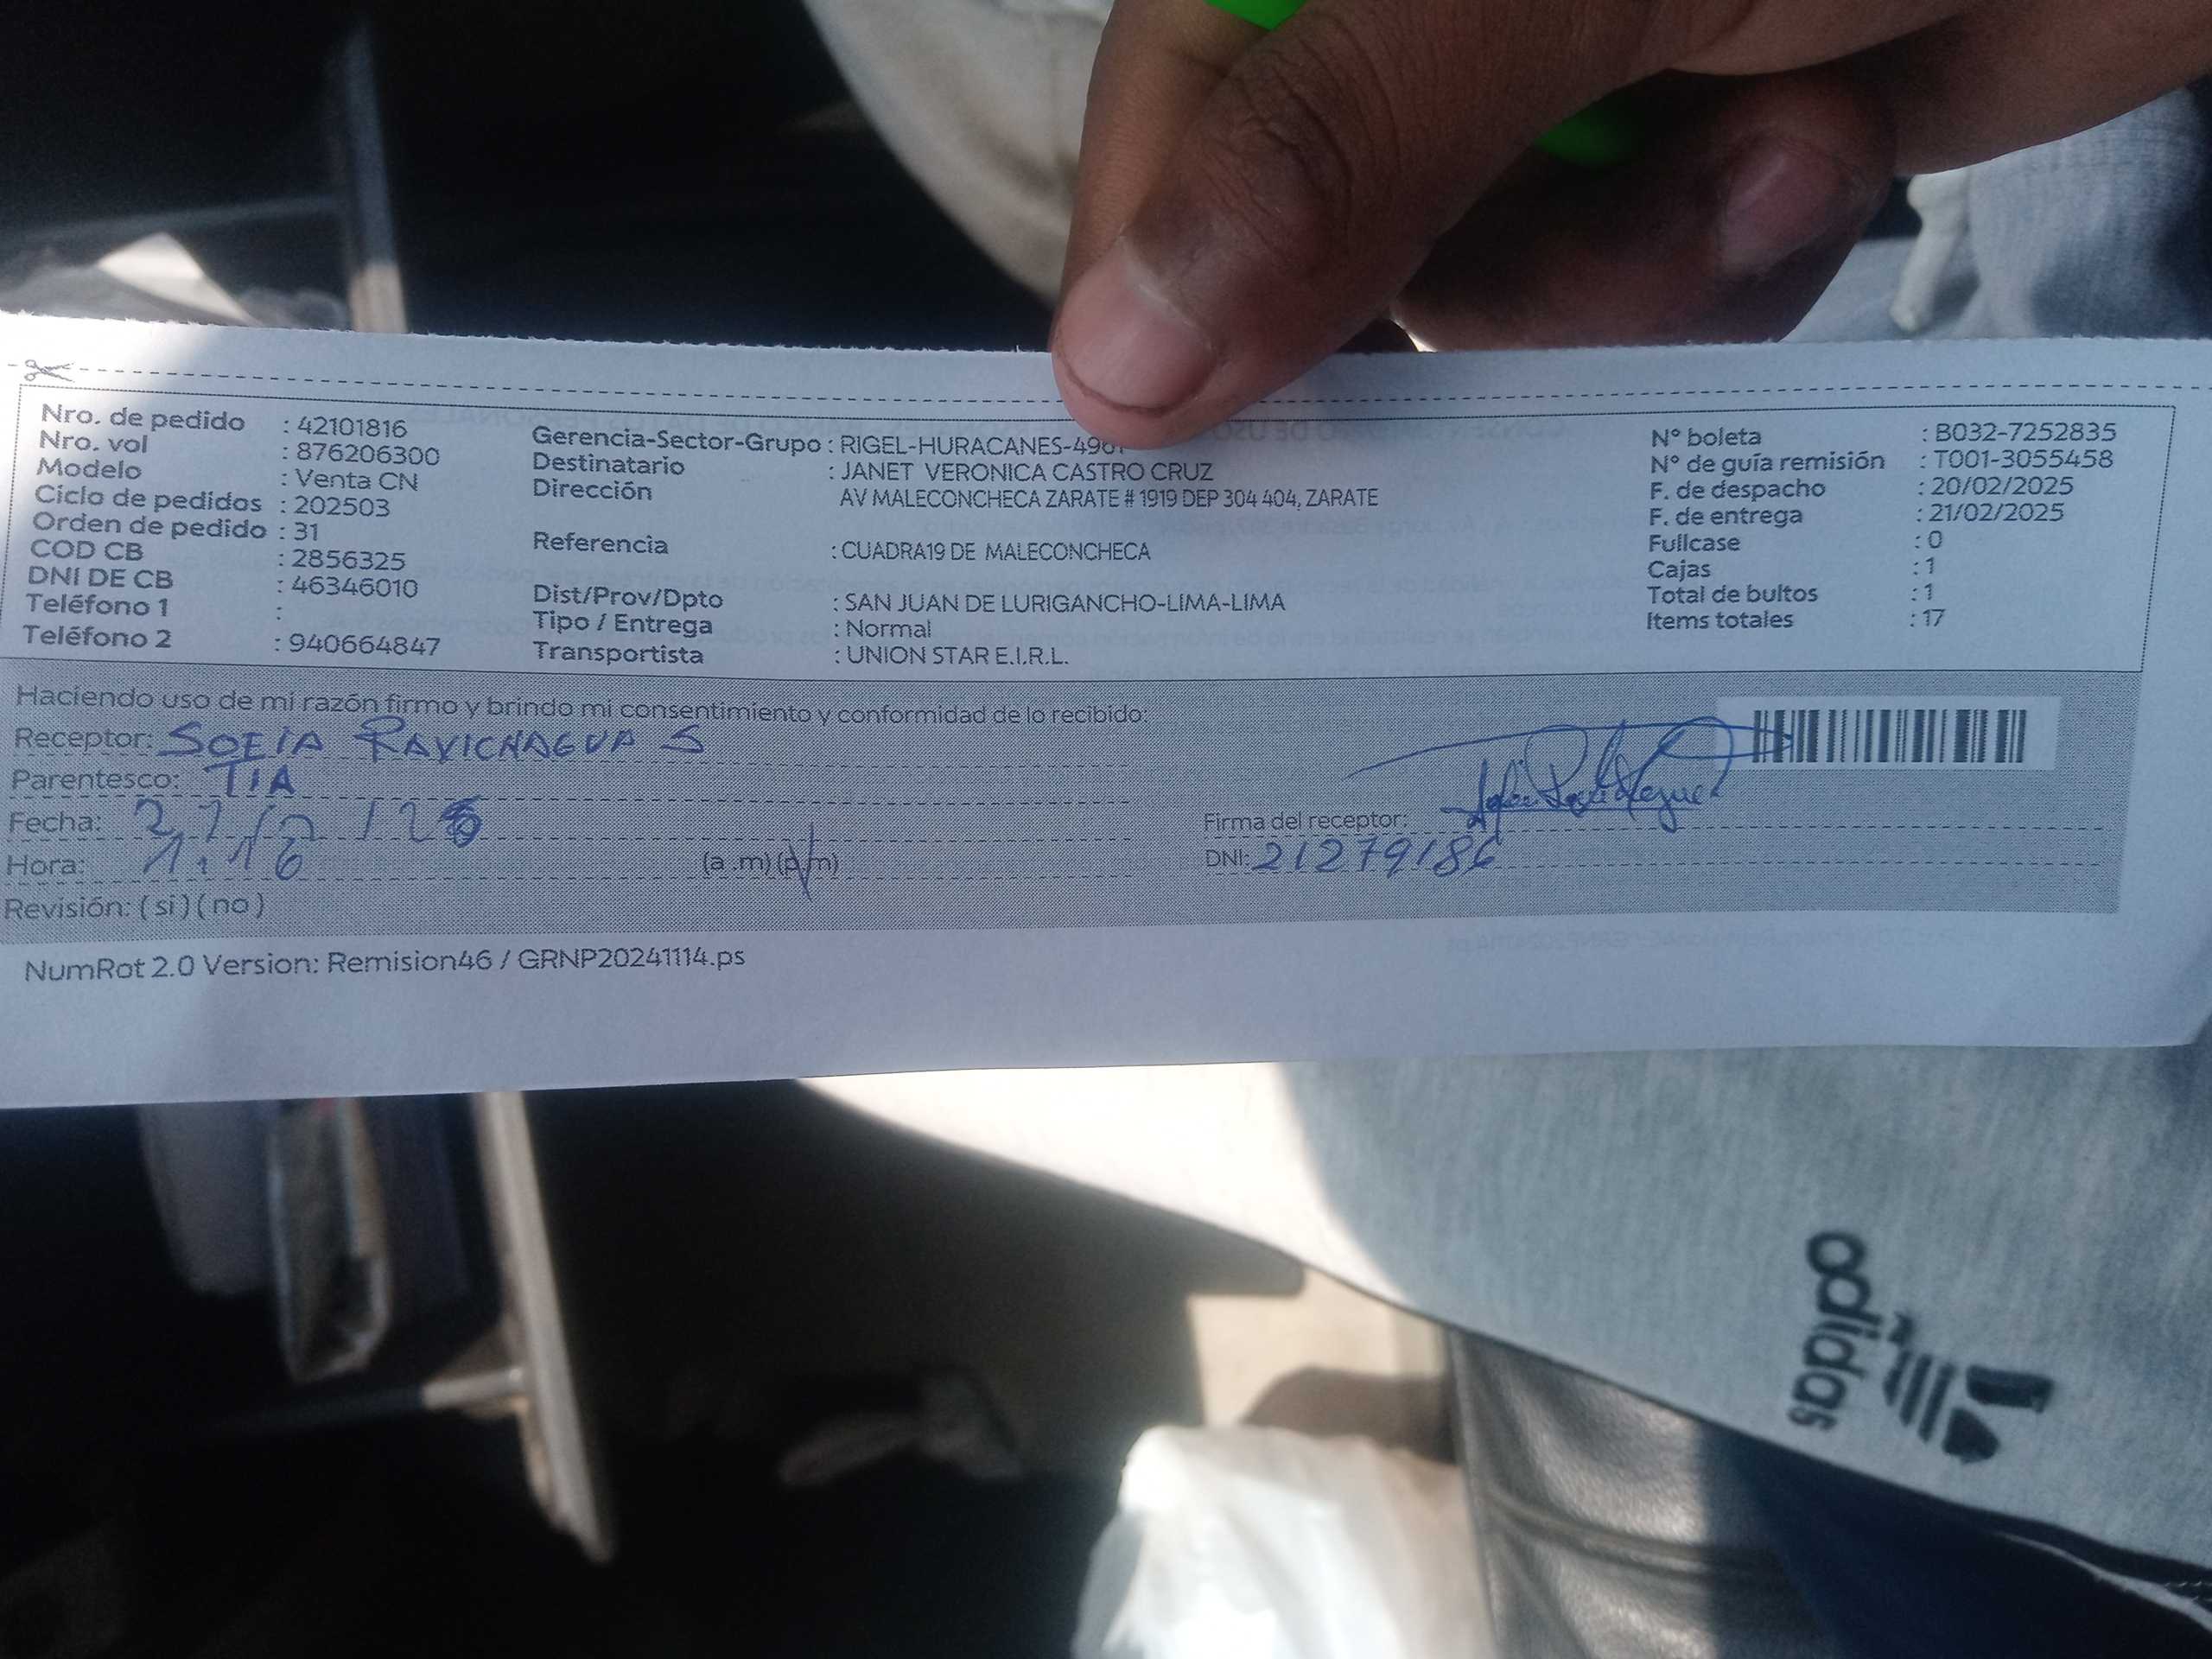 Nro. de pedido : 42101816
Nro. vol : 876206300
Modelo : Venta CN
Ciclo de pedidos : 202503
Orden de pedido : 31
COD CB : 2856325
DNI DE CB : 46346010
Teléfono 1 :
Teléfono 2 : 940664847
Gerencia-Sector-Grupo : RIGEL-HURACANES-
Destinatario : JANET VERONICA CASTRO CRUZ
Dirección AV MALECONCHECA ZARATE # 1919 DEP 304 404, ZARATE
Referencia : CUADRA19 DE MALECONCHECA
Dist/Prov/Dpto : SAN JUAN DE LURIGANCHO-LIMA-LIMA
Tipo / Entrega : Normal
Transportista : UNION STAR E.I.R.L.
N° boleta : B032-7252835
N° de guía remisión : T001-3055458
F. de despacho : 20/02/2025
F. de entrega : 21/02/2025
Fullcase : 0
Cajas : 1
Total de bultos : 1
Items totales : 17
Haciendo uso de mi razón firmo y brindo mi consentimiento y conformidad de lo recibido:
Receptor: SOFIA RAVICHAGUA S
Parentesco: TIA
Fecha:
Hora: 1:16 (a .m) (p/m)
Revisión: ( si ) ( no )
Firma del receptor:
DNI: 21279186
NumRot 2.0 Version: Remision46 / GRNP20241114.ps
adidas